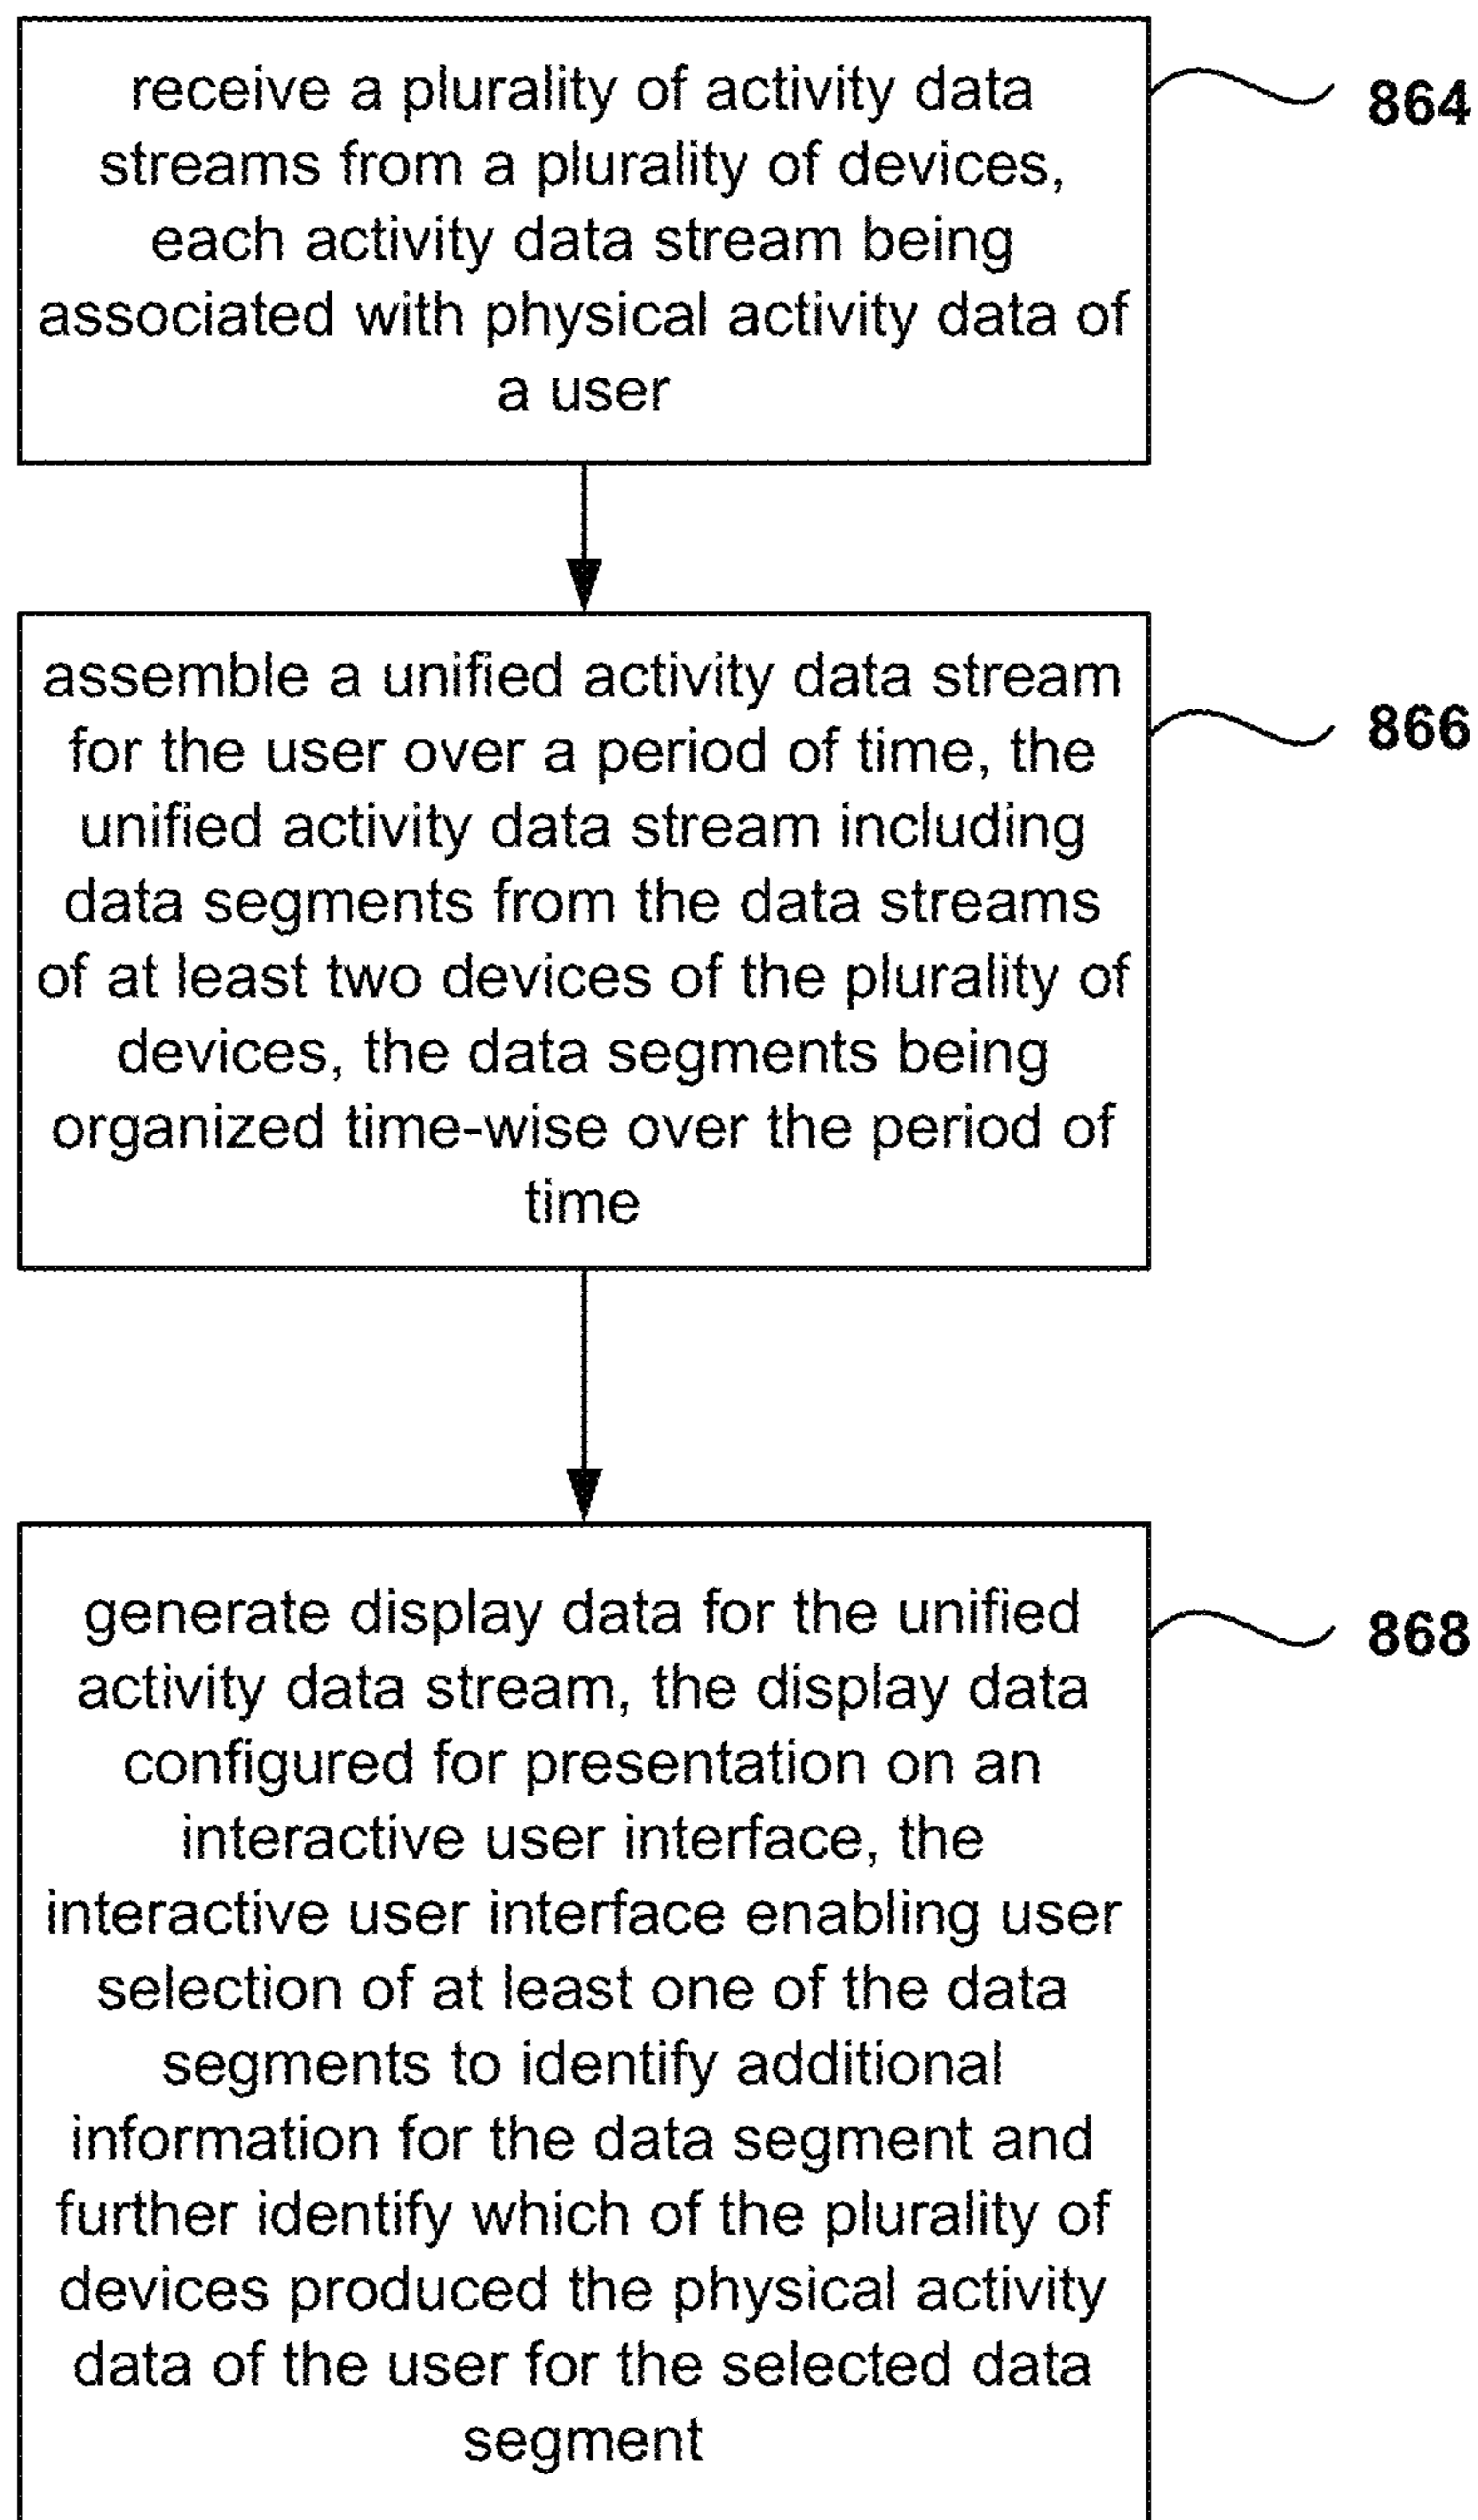 receive a plurality of activity data
streams from a plurality of devices,
each activity data stream being
associated with physical activity data of
a user
864
assemble a unified activity data stream
for the user over a period of time, the
unified activity data stream including
data segments from the data streams
of at least two devices of the plurality of
devices, the data segments being
organized time-wise over the period of
time
866
generate display data for the unified
activity data stream, the display data
configured for presentation on an
interactive user interface, the
interactive user interface enabling user
selection of at least one of the data
segments to identify additional
information for the data segment and
further identify which of the plurality of
devices produced the physical activity
data of the user for the selected data
segment
868